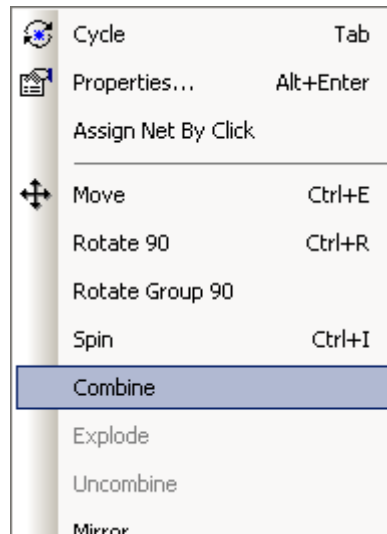 Cycle Tab
Properties... Alt+Enter
Assign Net By Click
Move Ctrl+E
Rotate 90 Ctrl+R
Rotate Group 90
Spin Ctrl+I
Combine
Explode
Uncombine
Mirror